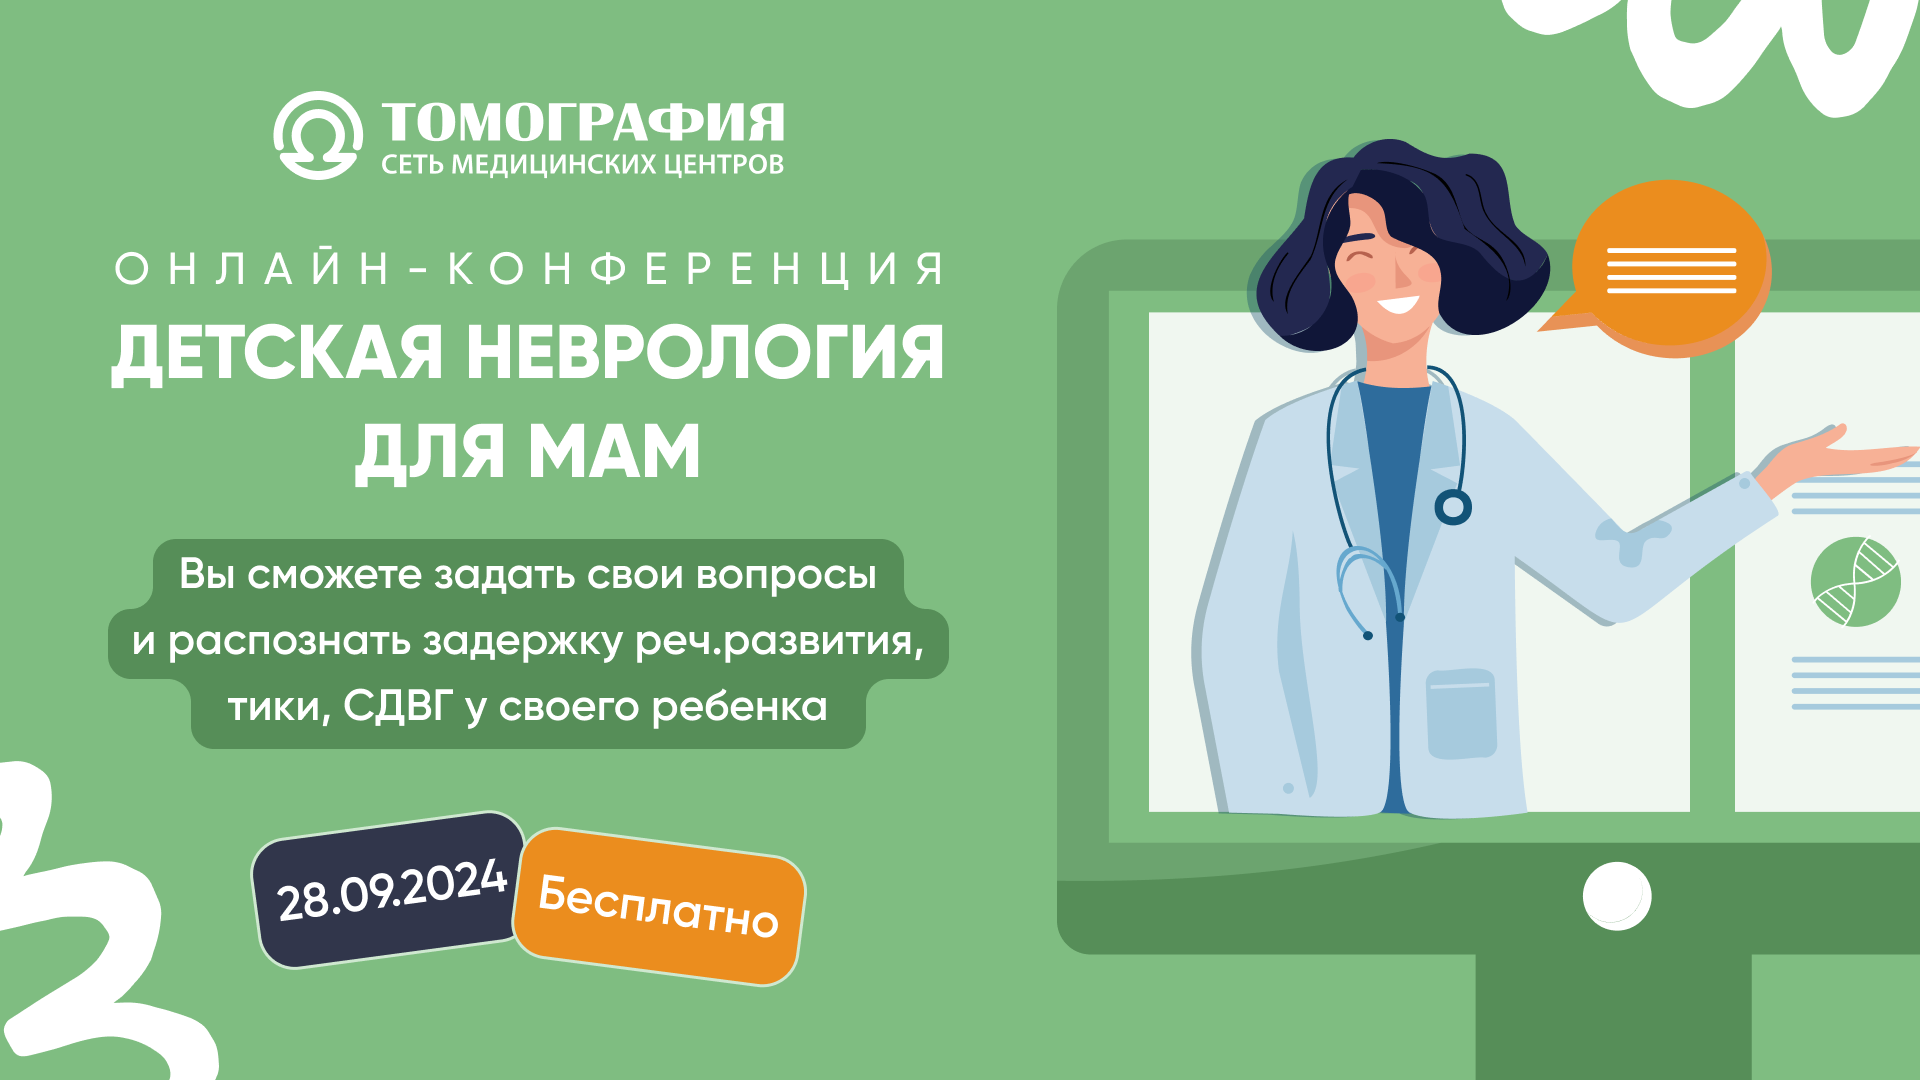 ТОМОГРАФИЯ
СЕТЬ МЕДИЦИНСКИХ ЦЕНТРОВ
ОНЛАЙН-КОНФЕРЕНЦИЯ
ДЕТСКАЯ НЕВРОЛОГИЯ
ДЛЯ МАМ
Вы сможете задать свои вопросы
и распознать задержку реч.развития,
тики, СДВГ у своего ребенка
28.09.2024
Бесплатно